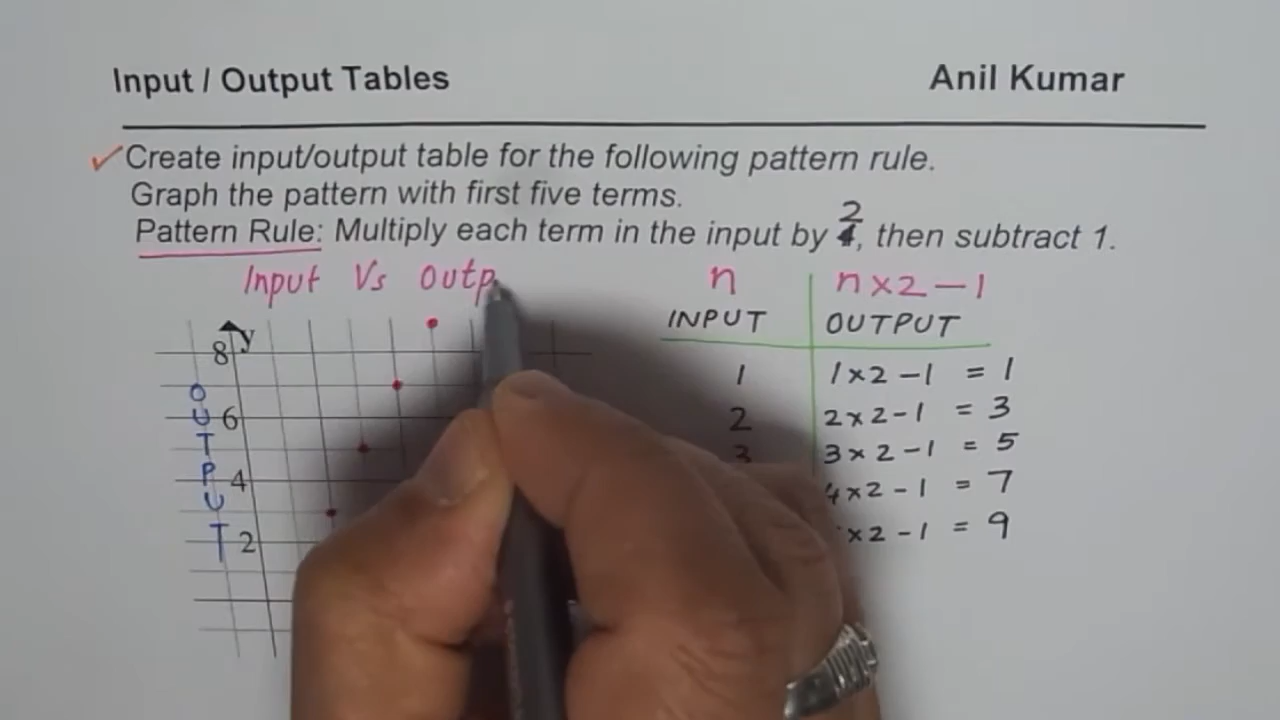 Input / Output Tables
Anil Kumar
✓Create input/output table for the following pattern rule.
Graph the pattern with first five terms.
Pattern Rule: Multiply each term in the input by 2, then subtract 1.
Input Vs Outp
n
n×2−1
INPUT
OUTPUT
1
1×2−1 = 1
2
2×2−1 = 3
3
3×2−1 = 5
4×2−1 = 7
×2−1 = 9
y
8
6
4
2
OUTPUT